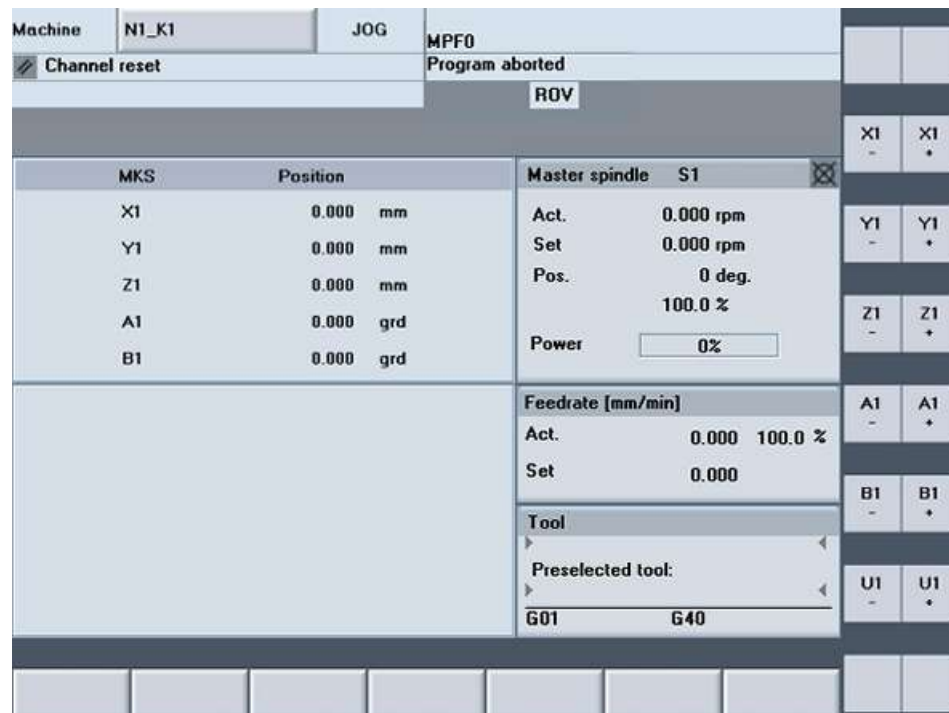 Machine N1_K1 JOG MPF0
Channel reset Program aborted
ROV
MKS Position
X1 0.000 mm
Y1 0.000 mm
Z1 0.000 mm
A1 0.000 grd
B1 0.000 grd
Master spindle S1
Act. 0.000 rpm
Set 0.000 rpm
Pos. 0 deg.
100.0 %
Power 0%
Feedrate [mm/min]
Act. 0.000 100.0 %
Set 0.000
Tool
Preselected tool:
G01 G40
X1 X1
- +
Y1 Y1
- +
Z1 Z1
- +
A1 A1
- +
B1 B1
- +
U1 U1
- +